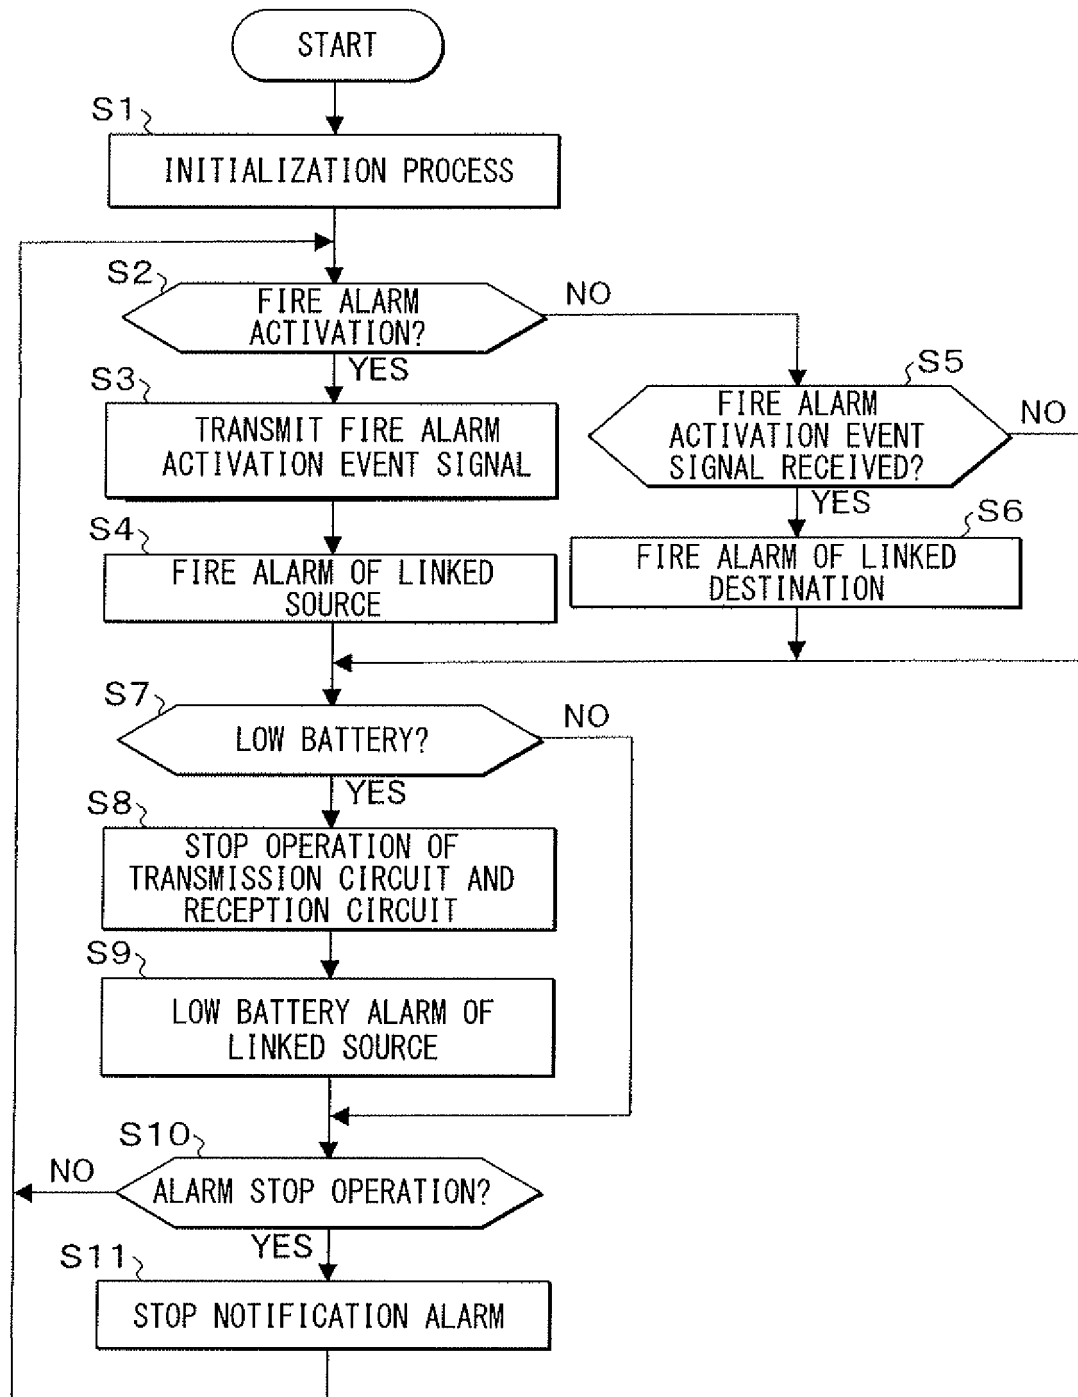 START
S1
INITIALIZATION PROCESS
S2
FIRE ALARM
ACTIVATION?
NO
YES
S3
TRANSMIT FIRE ALARM
ACTIVATION EVENT SIGNAL
S5
FIRE ALARM
ACTIVATION EVENT
SIGNAL RECEIVED?
NO
YES
S4
FIRE ALARM OF LINKED
SOURCE
S6
FIRE ALARM OF LINKED
DESTINATION
S7
LOW BATTERY?
NO
YES
S8
STOP OPERATION OF
TRANSMISSION CIRCUIT AND
RECEPTION CIRCUIT
S9
LOW BATTERY ALARM OF
LINKED SOURCE
S10
NO
ALARM STOP OPERATION?
YES
S11
STOP NOTIFICATION ALARM